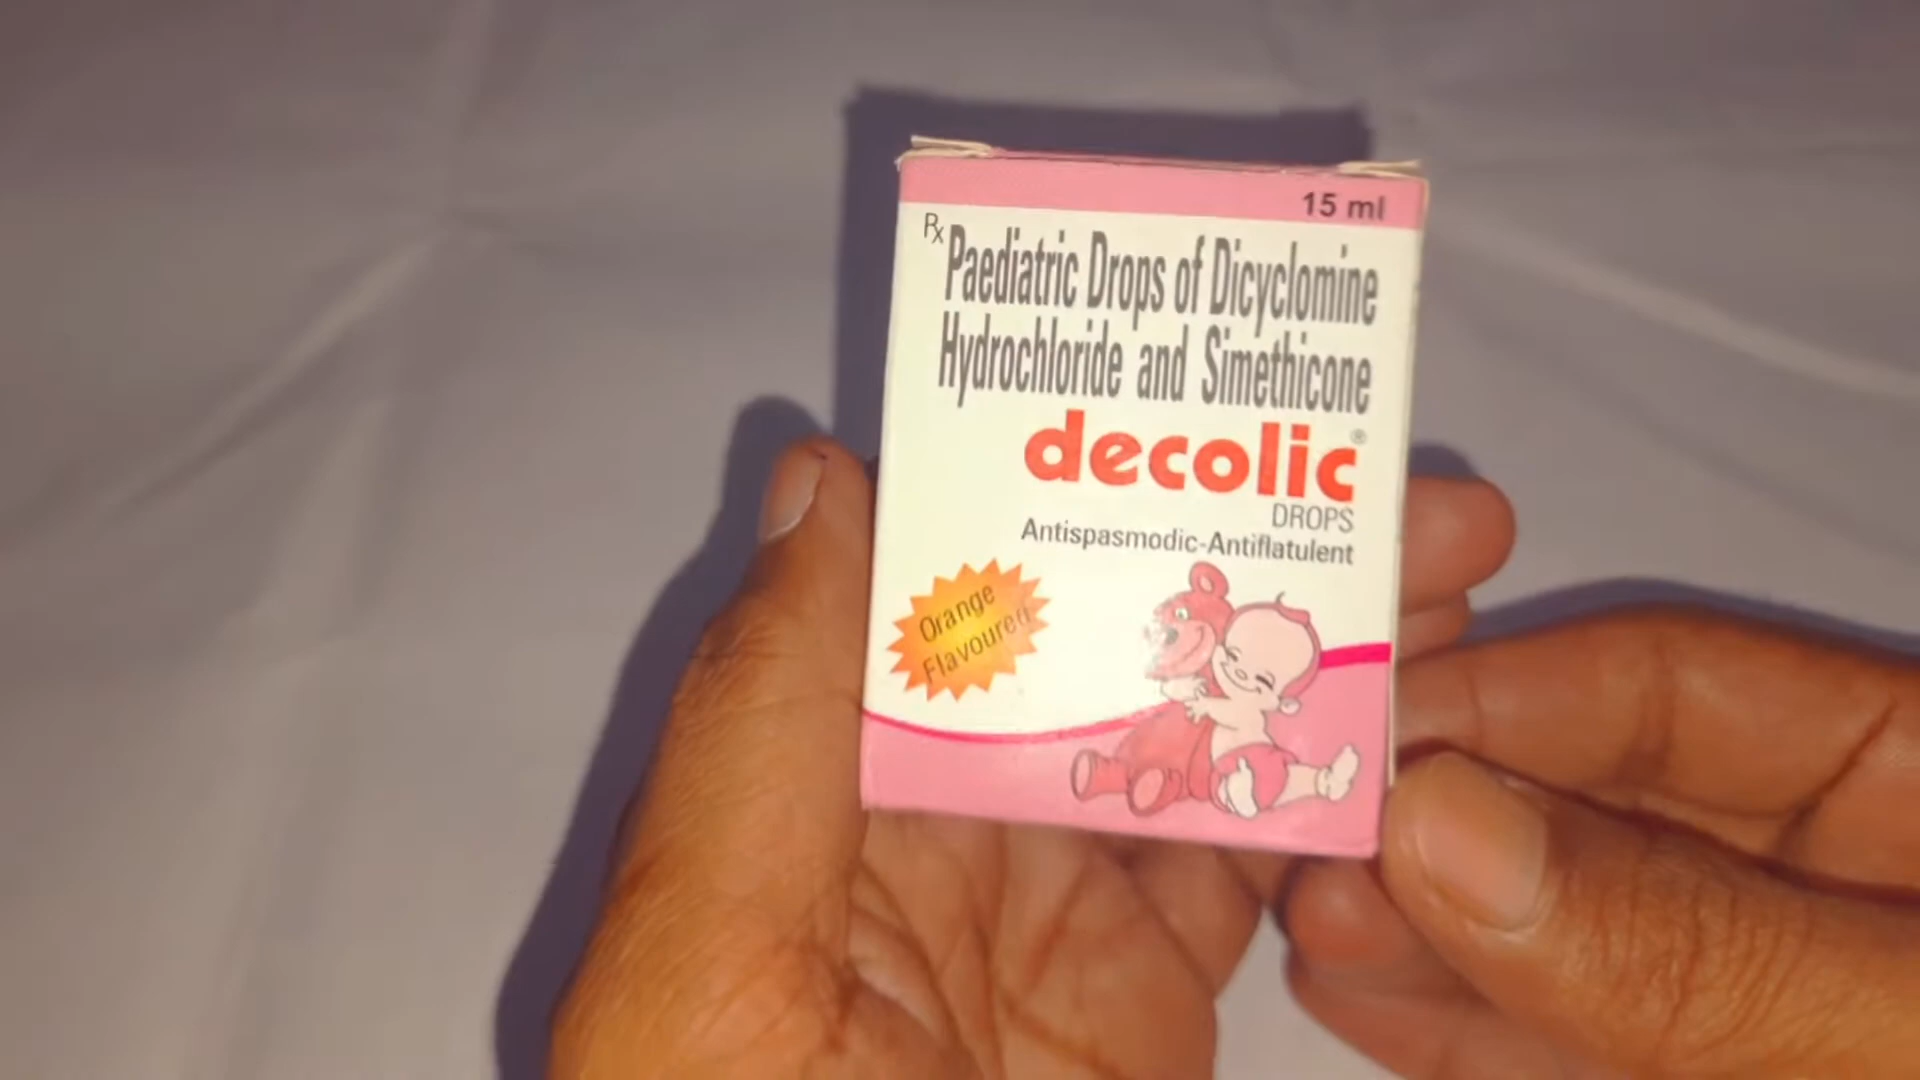 15 ml
Rx Paediatric Drops of Dicyclomine
Hydrochloride and Simethicone
decolic®
DROPS
Antispasmodic-Antiflatulent
Orange
Flavoured